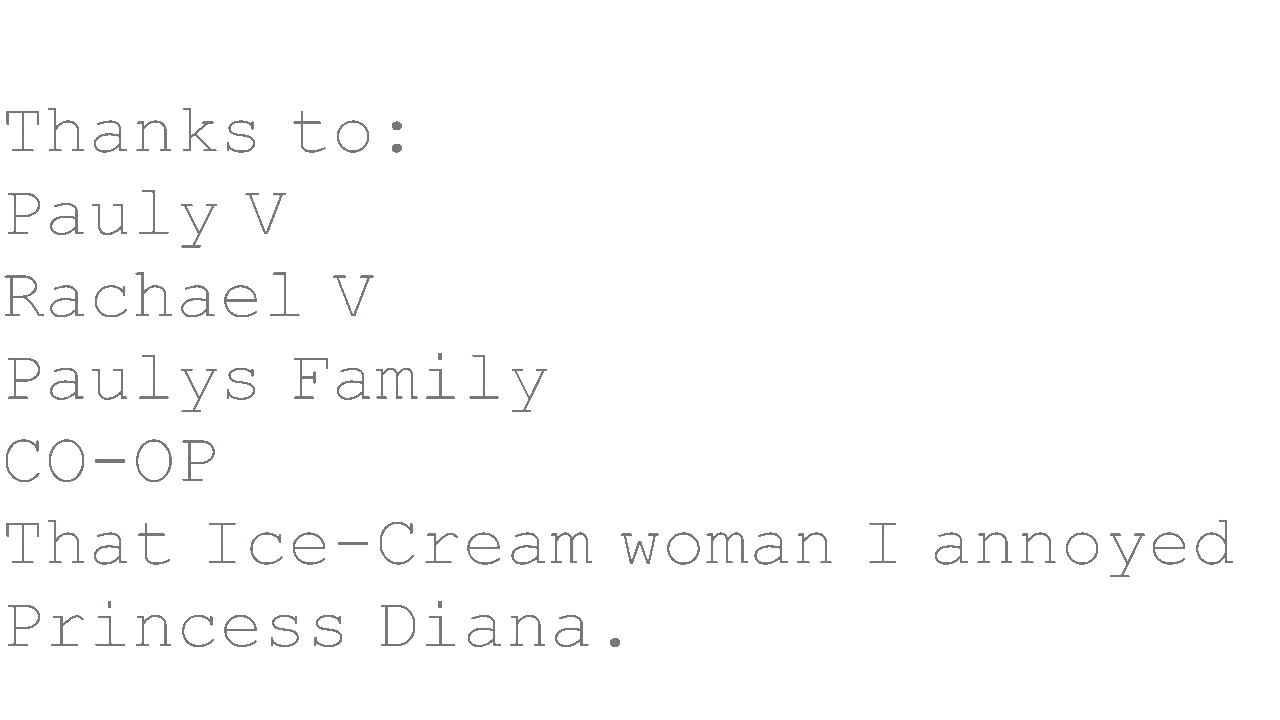 Thanks to:
Pauly V
Rachael V
Paulys Family
CO-OP
That Ice-Cream woman I annoyed
Princess Diana.